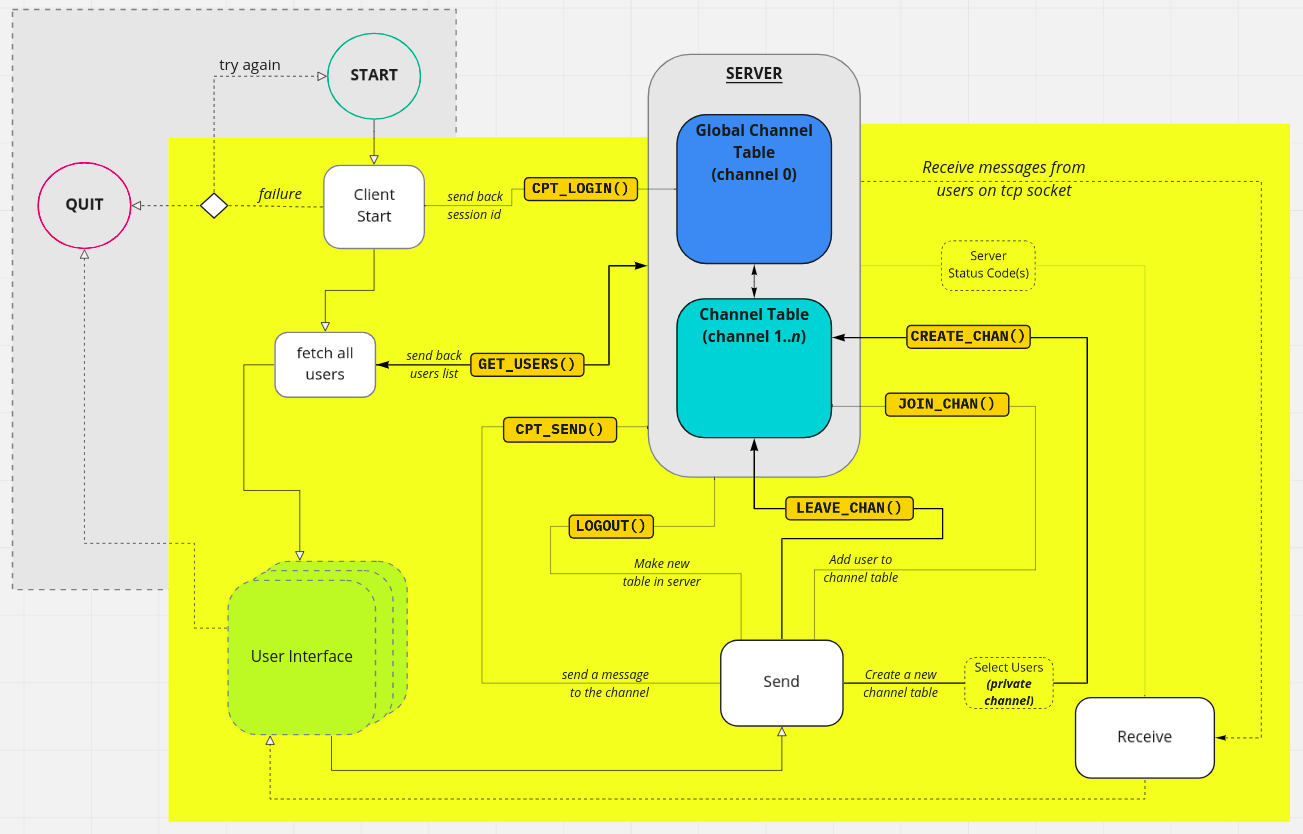 try again
START
SERVER
Global Channel
Table
(channel 0)
QUIT
failure
Client
Start
send back
session id
CPT_LOGIN()
Receive messages from
users on tcp socket
Server
Status Code(s)
Channel Table
(channel 1..n)
CREATE_CHAN()
fetch all
users
send back
users list
GET_USERS()
JOIN_CHAN()
CPT_SEND()
LEAVE_CHAN()
LOGOUT()
Make new
table in server
Add user to
channel table
User Interface
send a message
to the channel
Send
Create a new
channel table
Select Users
(private
channel)
Receive